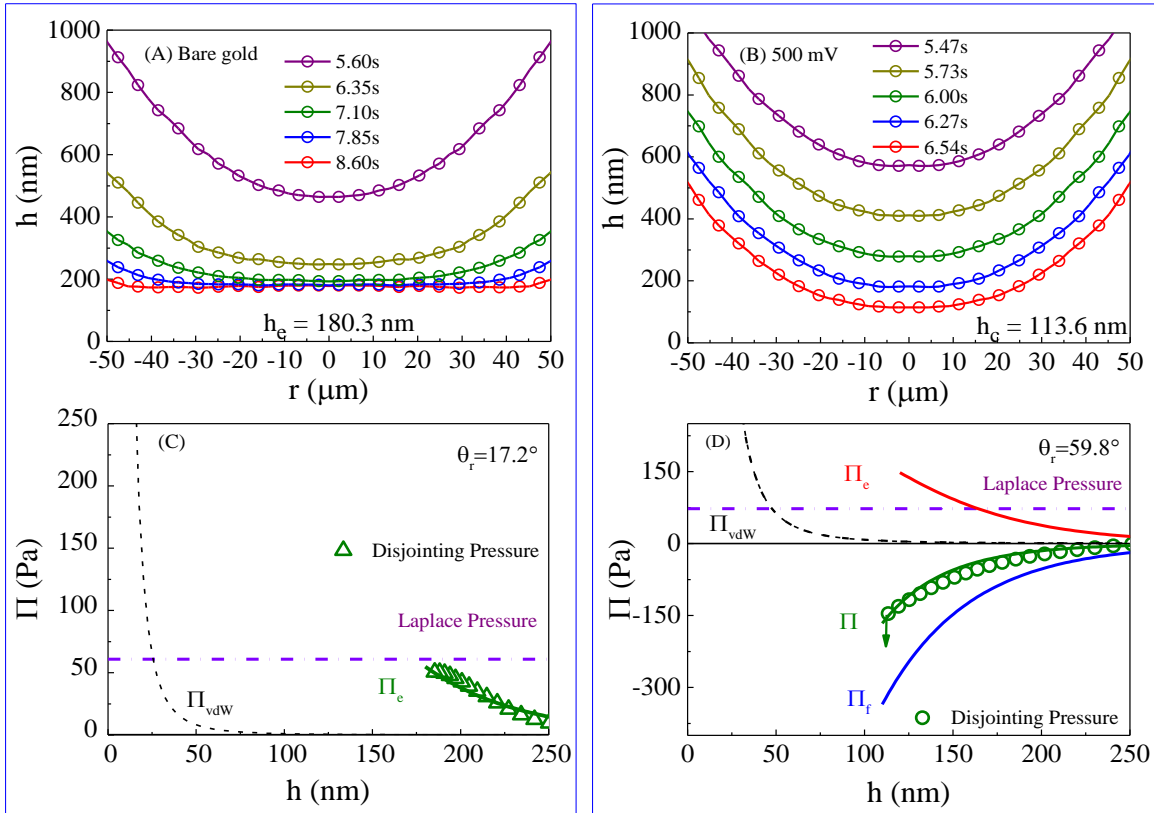 (A) Bare gold
5.60s
6.35s
7.10s
7.85s
8.60s
1000
800
600
400
200
0
h (nm)
hₑ = 180.3 nm
-50 -40 -30 -20 -10 0 10 20 30 40 50
r (μm)
(B) 500 mV
5.47s
5.73s
6.00s
6.27s
6.54s
1000
800
600
400
200
0
h (nm)
h_c = 113.6 nm
-50 -40 -30 -20 -10 0 10 20 30 40 50
r (μm)
(C)
θᵣ=17.2°
250
200
150
100
50
0
Π (Pa)
Disjointing Pressure
Laplace Pressure
Π_vdW
Πₑ
0 50 100 150 200 250
h (nm)
(D)
θᵣ=59.8°
150
0
-150
-300
Π (Pa)
Πₑ
Laplace Pressure
Π_vdW
Π
Π_f
Disjointing Pressure
0 50 100 150 200 250
h (nm)